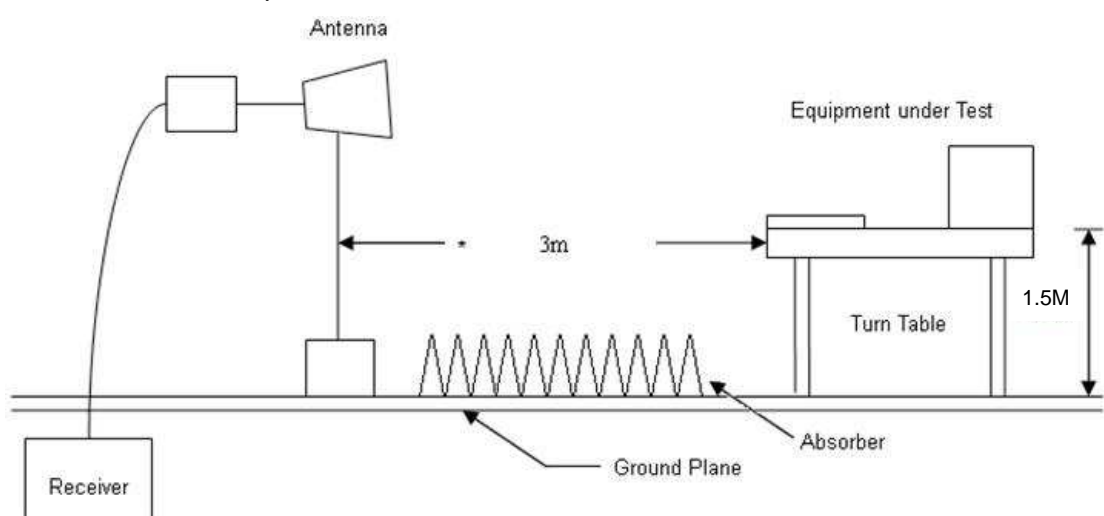 Antenna
Equipment under Test
* 3m
1.5M
Turn Table
Absorber
Ground Plane
Receiver